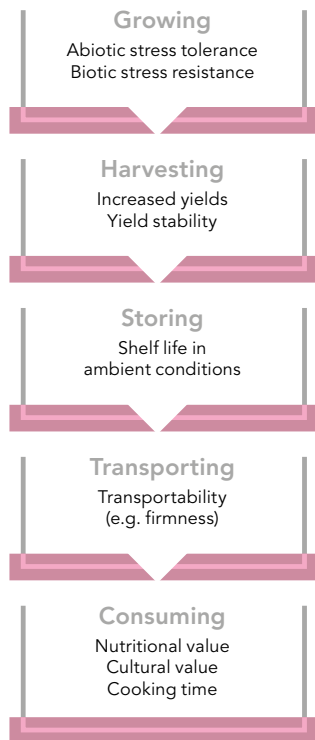 Growing
Abiotic stress tolerance
Biotic stress resistance
Harvesting
Increased yields
Yield stability
Storing
Shelf life in
ambient conditions
Transporting
Transportability
(e.g. firmness)
Consuming
Nutritional value
Cultural value
Cooking time